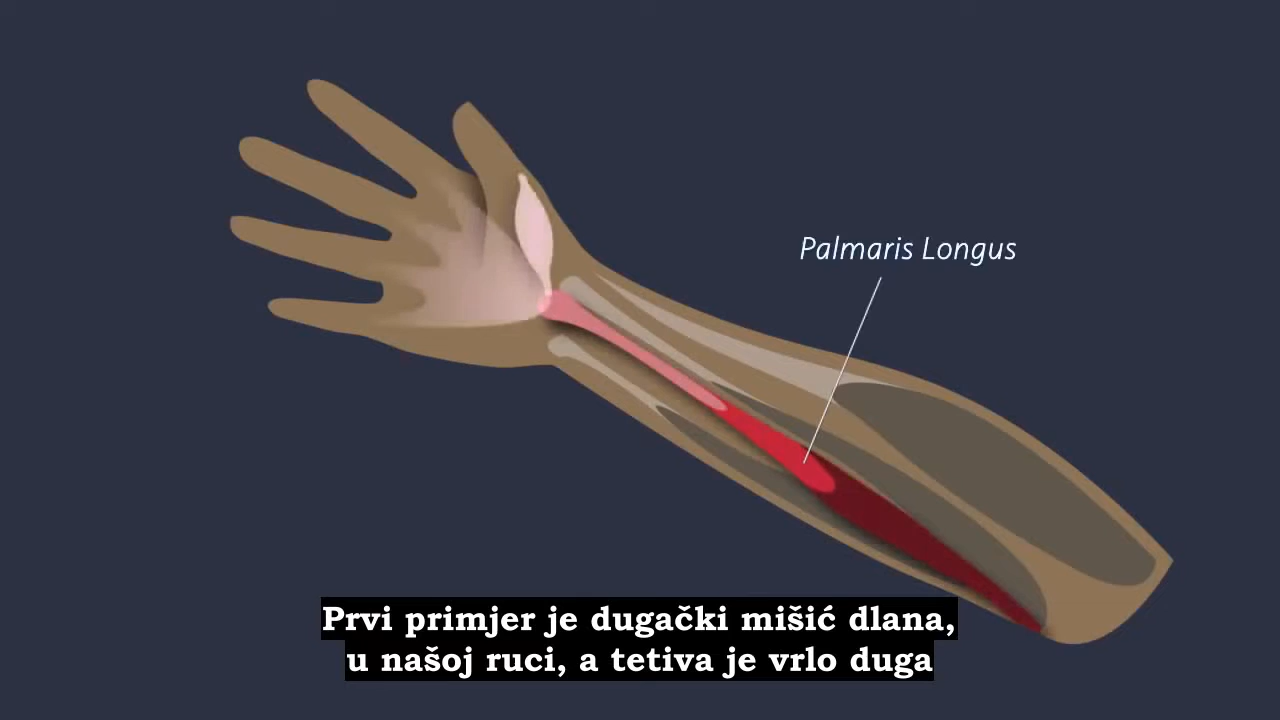 Palmaris Longus
Prvi primjer je dugački mišić dlana,
u našoj ruci, a tetiva je vrlo duga